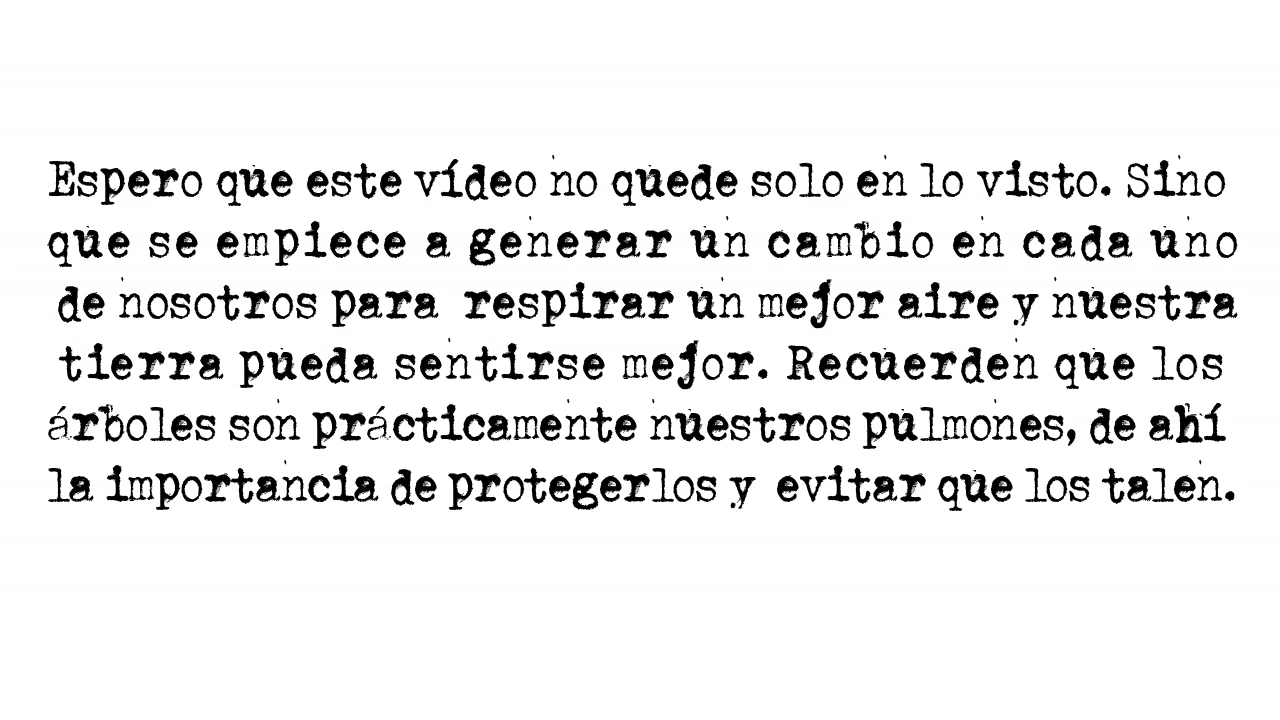 Espero que este vídeo no quede solo en lo visto. Sino
que se empiece a generar un cambio en cada uno
de nosotros para respirar un mejor aire y nuestra
tierra pueda sentirse mejor. Recuerden que los
árboles son prácticamente nuestros pulmones, de ahí
la importancia de protegerlos y evitar que los talen.